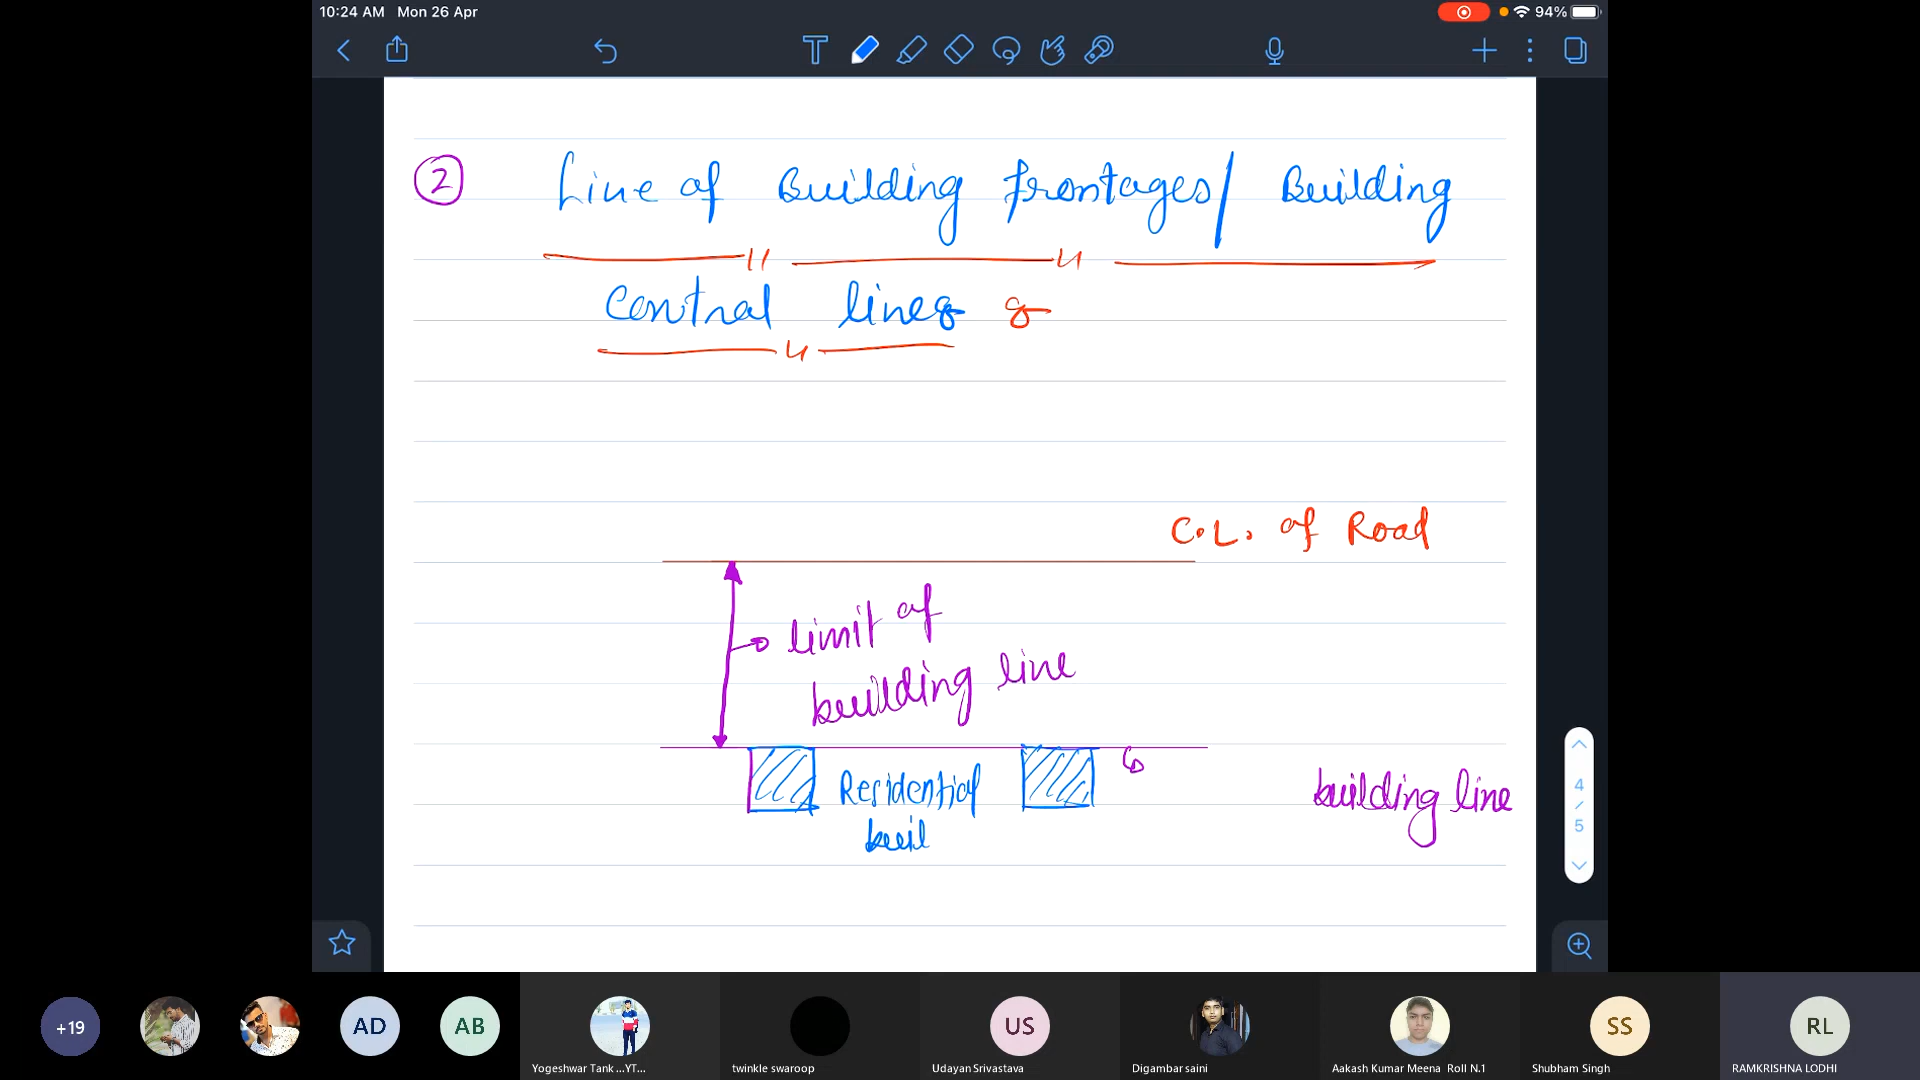 10:24 AM Mon 26 Apr
94%
2
Line of Building frontages/ Building
Control lines
C.L. of Road
limit of
building line
Residential
buil
building line
4
/
5
+19
AD
AB
US
SS
RL
Yogeshwar Tank ...YT...
twinkle swaroop
Udayan Srivastava
Digambar saini
Aakash Kumar Meena Roll N.1
Shubham Singh
RAMKRISHNA LODHI